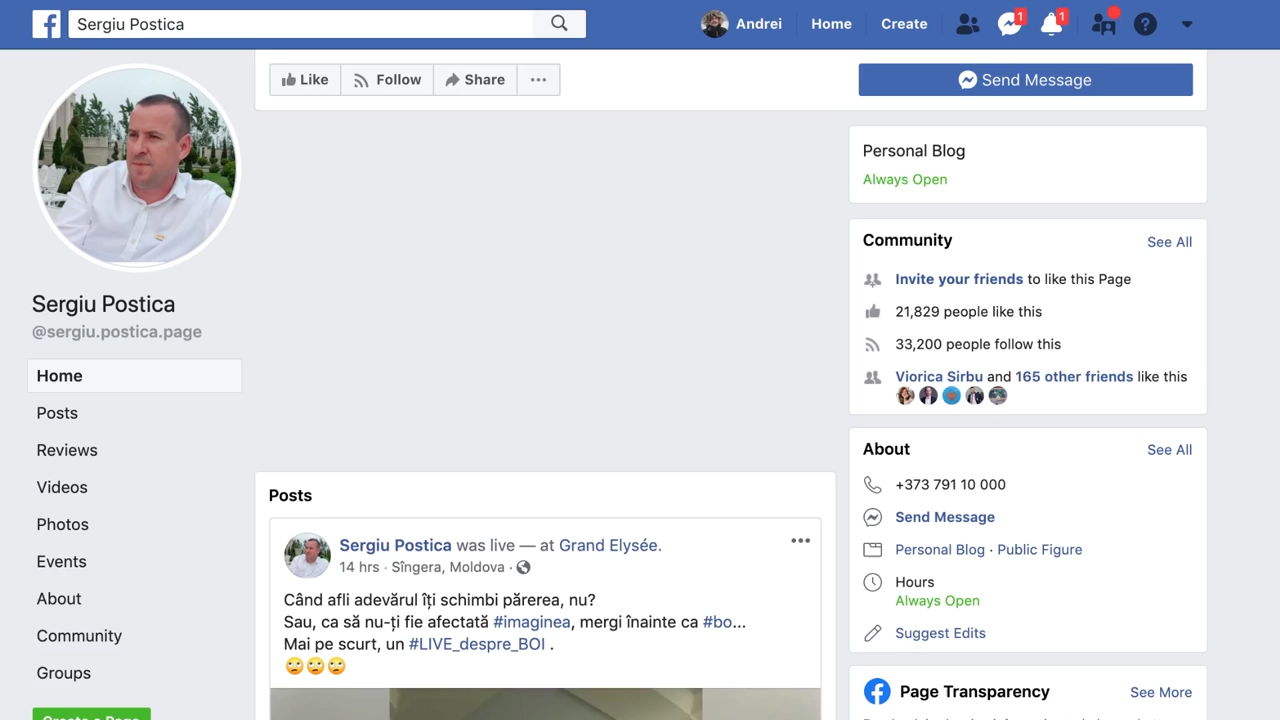 Sergiu Postica
Andrei
Home
Create
1
1
Like
Follow
Share
Send Message
Sergiu Postica
@sergiu.postica.page
Home
Posts
Reviews
Videos
Photos
Events
About
Community
Groups
Posts
Sergiu Postica was live — at Grand Elysée.
14 hrs · Sîngera, Moldova ·
Când afli adevărul îți schimbi părerea, nu?
Sau, ca să nu-ți fie afectată #imaginea, mergi înainte ca #bo...
Mai pe scurt, un #LIVE_despre_BOI .
Personal Blog
Always Open
Community
See All
Invite your friends to like this Page
21,829 people like this
33,200 people follow this
Viorica Sirbu and 165 other friends like this
About
See All
+373 791 10 000
Send Message
Personal Blog · Public Figure
Hours
Always Open
Suggest Edits
Page Transparency
See More